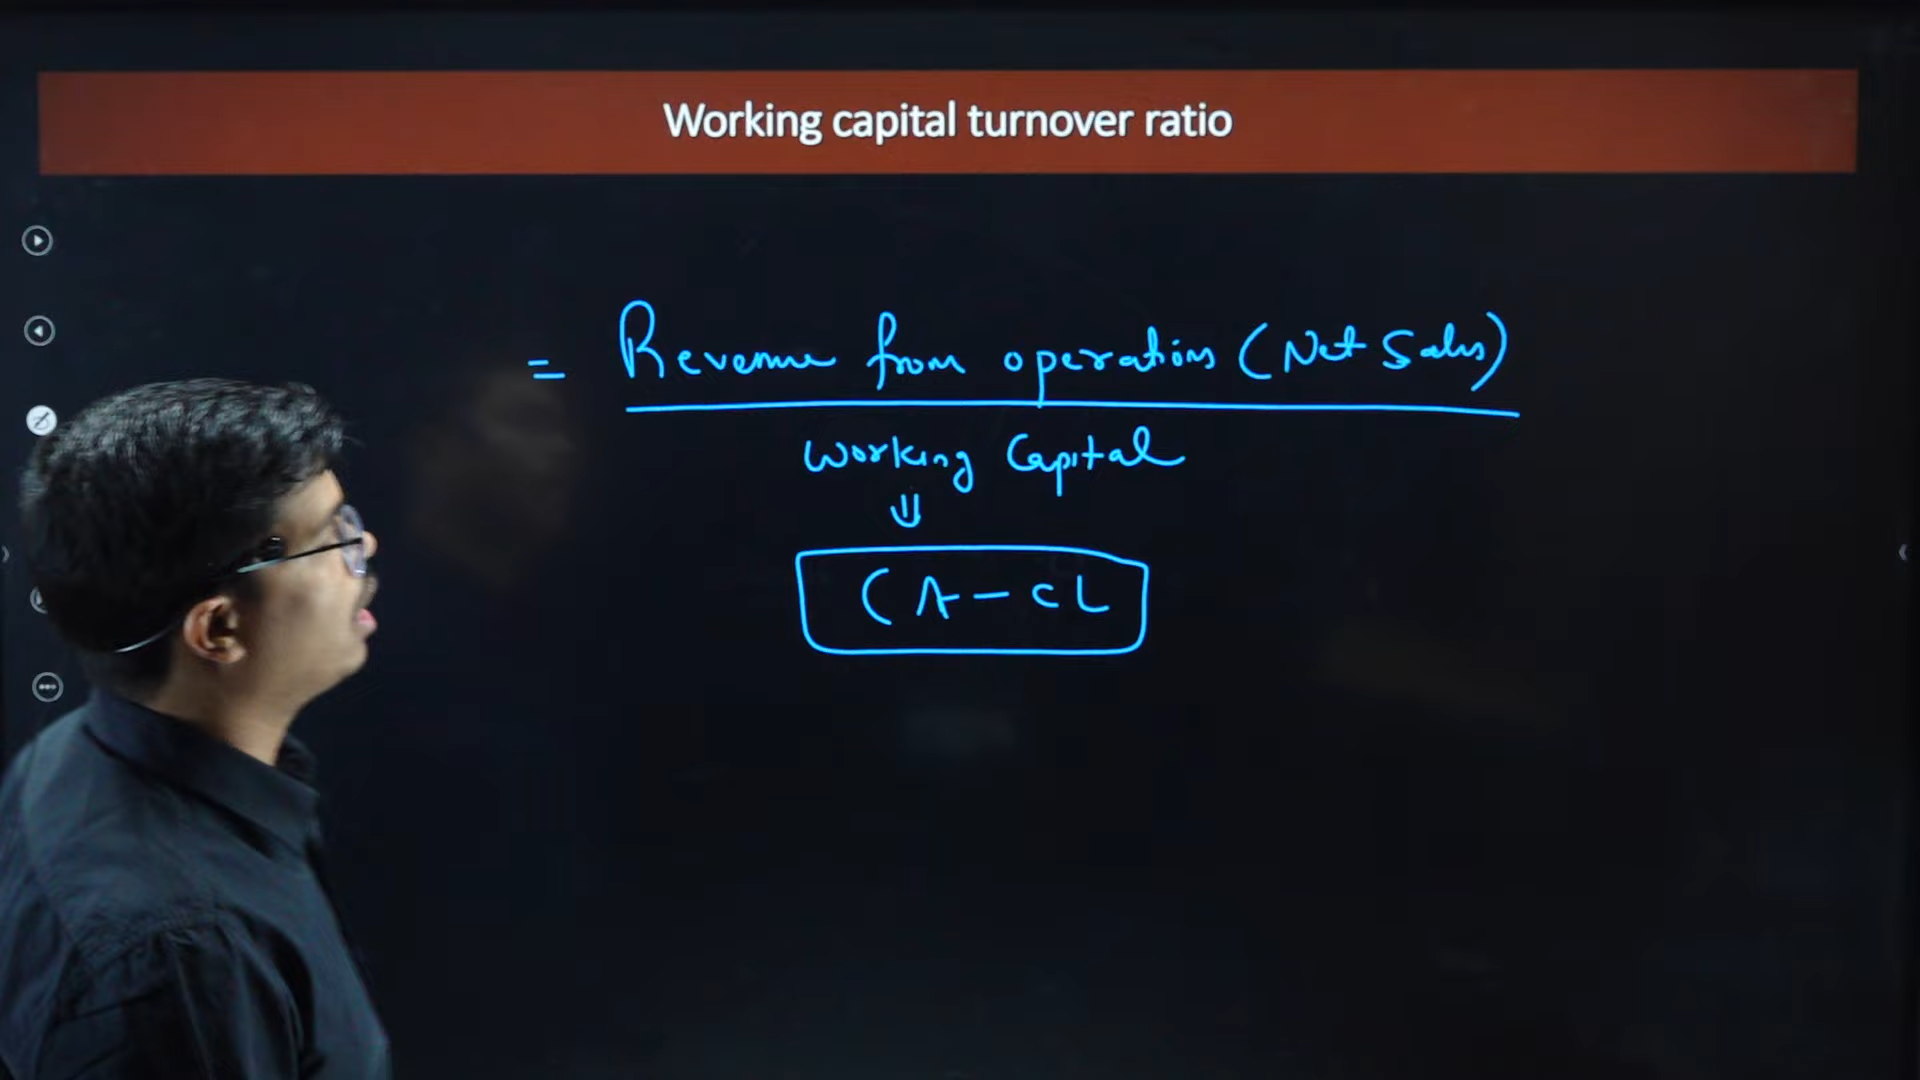 Working capital turnover ratio
= Revenue from operations (Net Sales)
Working Capital
⇓
CA - CL